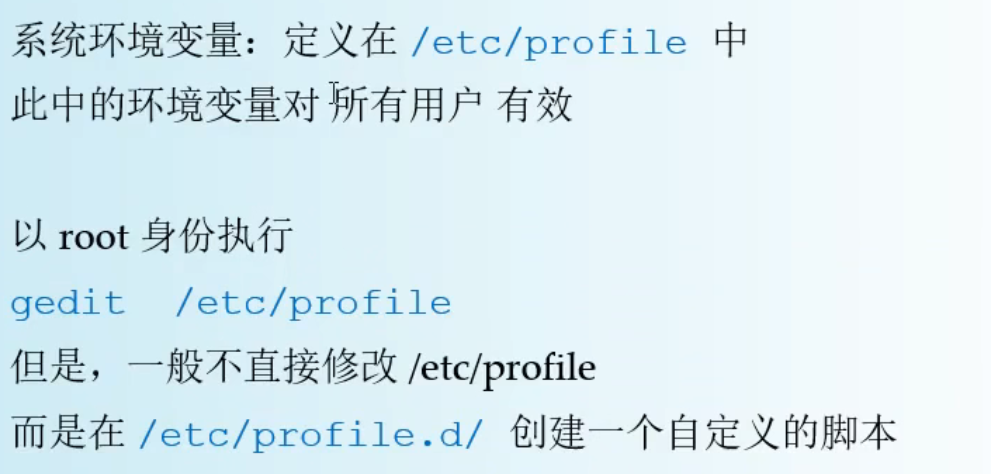 系统环境变量：定义在 /etc/profile 中
此中的环境变量对 所有用户 有效
以 root 身份执行
gedit /etc/profile
但是，一般不直接修改 /etc/profile
而是在 /etc/profile.d/ 创建一个自定义的脚本